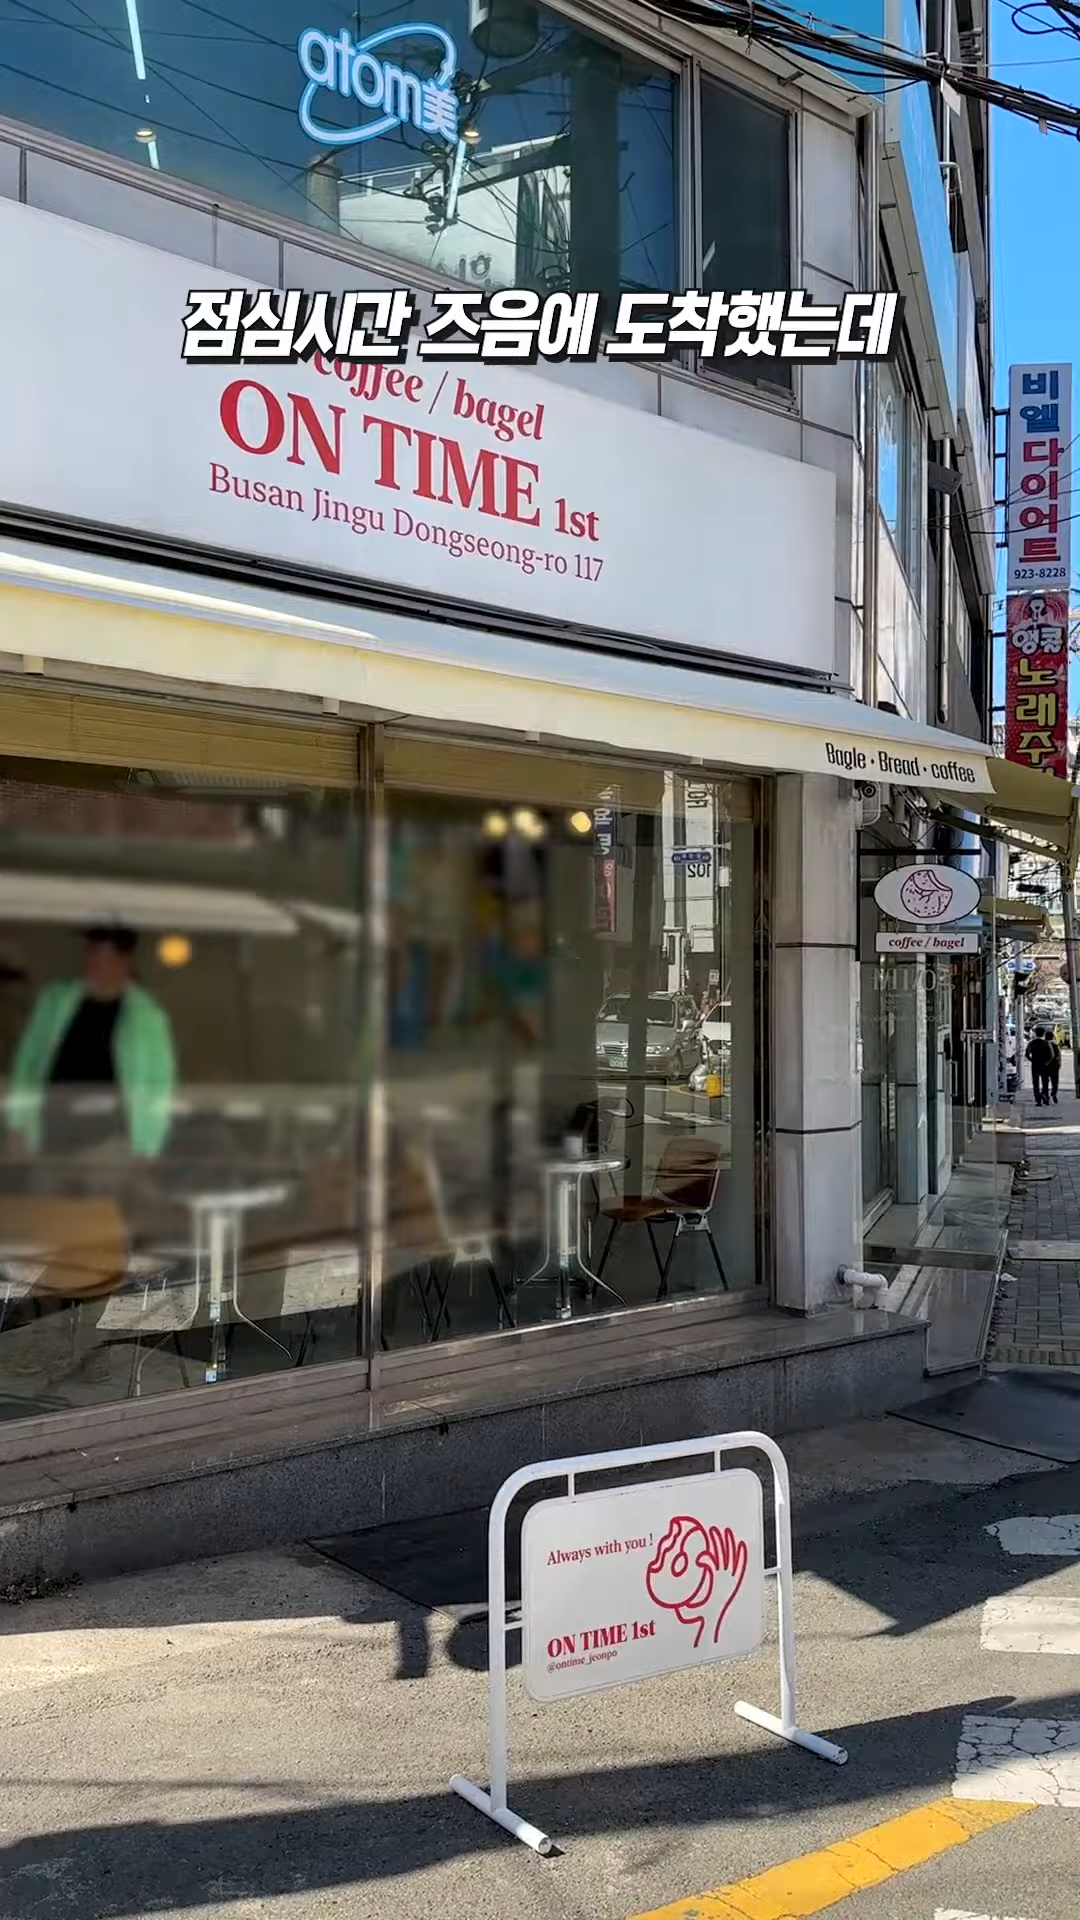 atom美
점심시간 즈음에 도착했는데
coffee / bagel
ON TIME 1st
Busan Jingu Dongseong-ro 117
비엘다이어트
923-8228
앵콜
노래주
Bagle · Bread · coffee
coffee / bagel
Always with you !
ON TIME 1st
@ontime_jeonpo